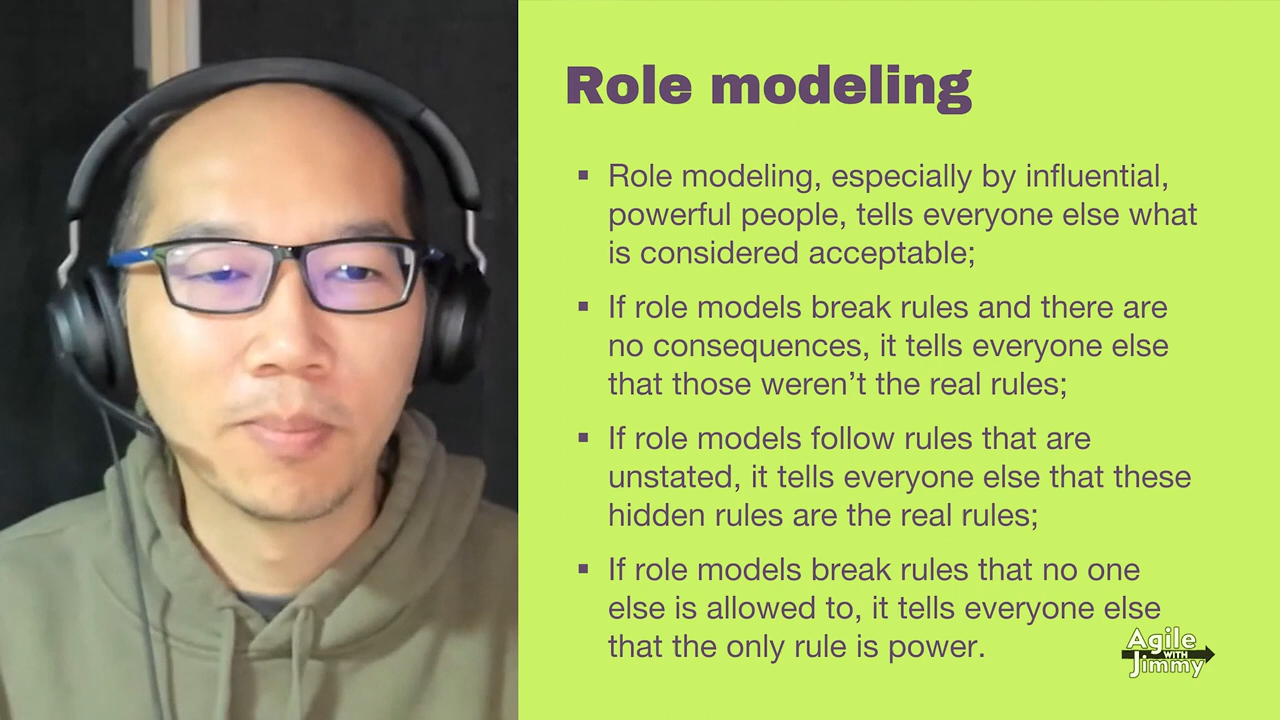 Role modeling
▪ Role modeling, especially by influential,
powerful people, tells everyone else what
is considered acceptable;
▪ If role models break rules and there are
no consequences, it tells everyone else
that those weren’t the real rules;
▪ If role models follow rules that are
unstated, it tells everyone else that these
hidden rules are the real rules;
▪ If role models break rules that no one
else is allowed to, it tells everyone else
that the only rule is power.
Agile
WITH
Jimmy